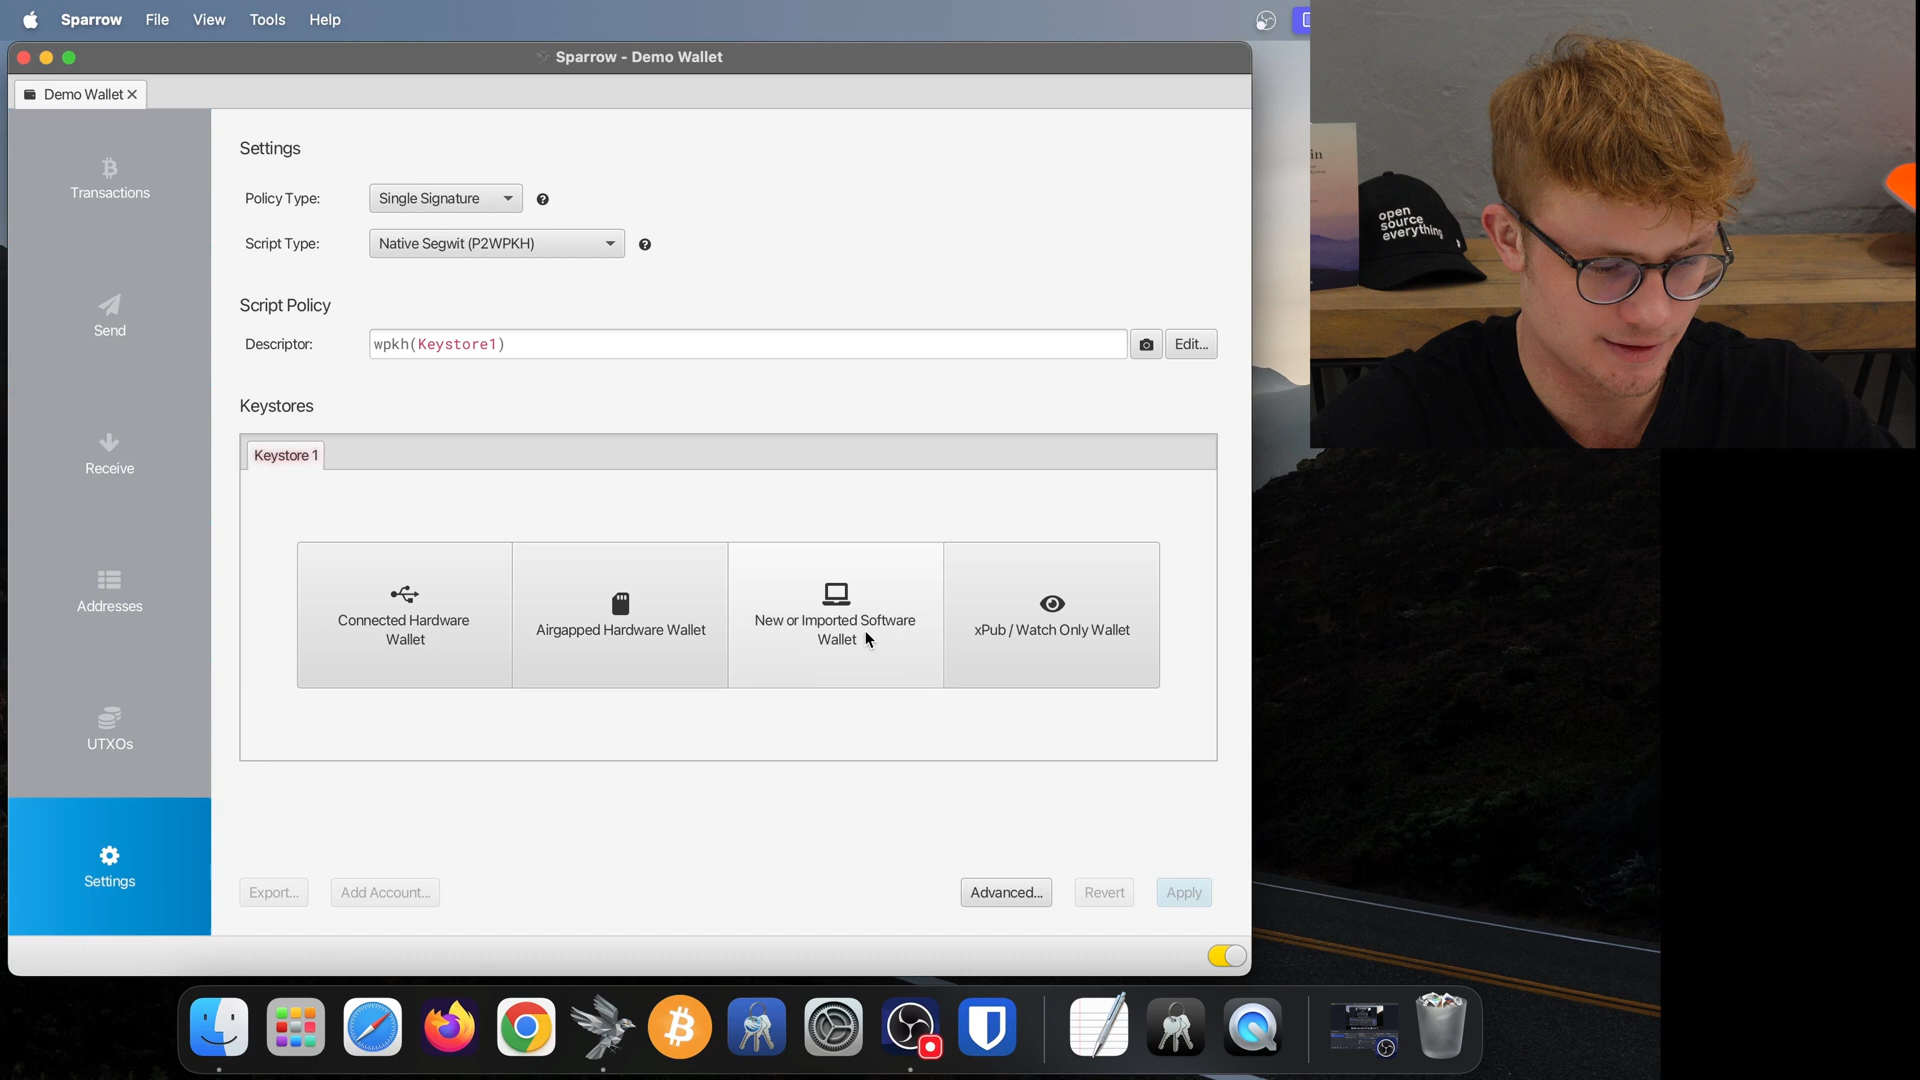 Sparrow File View Tools Help
Sparrow - Demo Wallet
Demo Wallet
Transactions
Send
Receive
Addresses
UTXOs
Settings
Settings
Policy Type: Single Signature
Script Type: Native Segwit (P2WPKH)
Script Policy
Descriptor: wpkh(Keystore1) Edit...
Keystores
Keystore 1
Connected Hardware
Wallet
Airgapped Hardware Wallet
New or Imported Software
Wallet
xPub / Watch Only Wallet
Export... Add Account... Advanced... Revert Apply
in
open
source
everything